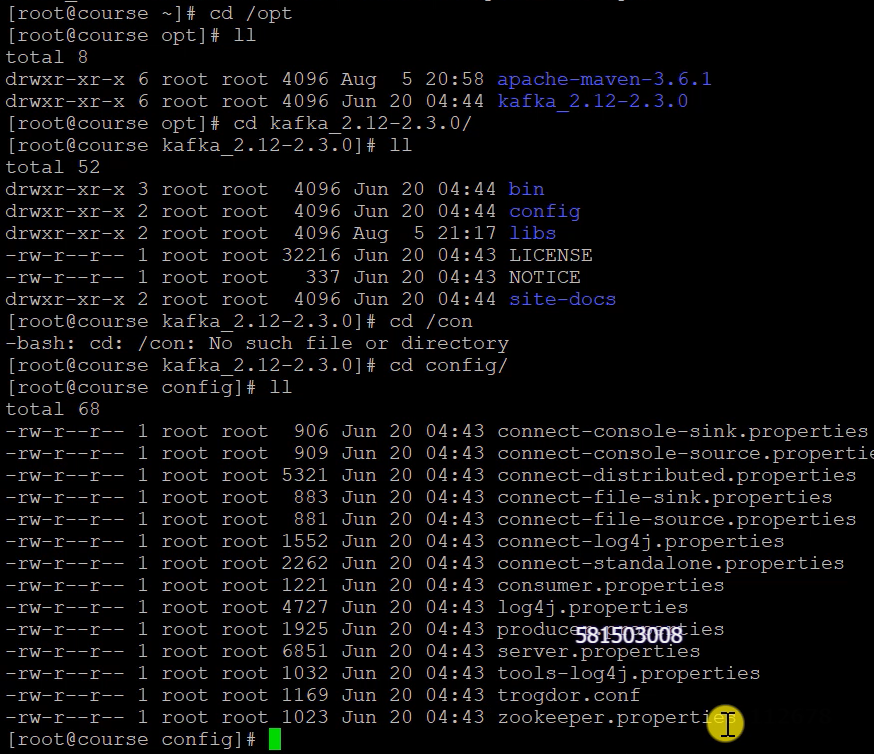 [root@course ~]# cd /opt
[root@course opt]# ll
total 8
drwxr-xr-x 6 root root 4096 Aug  5 20:58 apache-maven-3.6.1
drwxr-xr-x 6 root root 4096 Jun 20 04:44 kafka_2.12-2.3.0
[root@course opt]# cd kafka_2.12-2.3.0/
[root@course kafka_2.12-2.3.0]# ll
total 52
drwxr-xr-x 3 root root  4096 Jun 20 04:44 bin
drwxr-xr-x 2 root root  4096 Jun 20 04:44 config
drwxr-xr-x 2 root root  4096 Aug  5 21:17 libs
-rw-r--r-- 1 root root 32216 Jun 20 04:43 LICENSE
-rw-r--r-- 1 root root   337 Jun 20 04:43 NOTICE
drwxr-xr-x 2 root root  4096 Jun 20 04:44 site-docs
[root@course kafka_2.12-2.3.0]# cd /con
-bash: cd: /con: No such file or directory
[root@course kafka_2.12-2.3.0]# cd config/
[root@course config]# ll
total 68
-rw-r--r-- 1 root root  906 Jun 20 04:43 connect-console-sink.properties
-rw-r--r-- 1 root root  909 Jun 20 04:43 connect-console-source.propertie
-rw-r--r-- 1 root root 5321 Jun 20 04:43 connect-distributed.properties
-rw-r--r-- 1 root root  883 Jun 20 04:43 connect-file-sink.properties
-rw-r--r-- 1 root root  881 Jun 20 04:43 connect-file-source.properties
-rw-r--r-- 1 root root 1552 Jun 20 04:43 connect-log4j.properties
-rw-r--r-- 1 root root 2262 Jun 20 04:43 connect-standalone.properties
-rw-r--r-- 1 root root 1221 Jun 20 04:43 consumer.properties
-rw-r--r-- 1 root root 4727 Jun 20 04:43 log4j.properties
-rw-r--r-- 1 root root 1925 Jun 20 04:43 producer.properties
581503008
-rw-r--r-- 1 root root 6851 Jun 20 04:43 server.properties
-rw-r--r-- 1 root root 1032 Jun 20 04:43 tools-log4j.properties
-rw-r--r-- 1 root root 1169 Jun 20 04:43 trogdor.conf
-rw-r--r-- 1 root root 1023 Jun 20 04:43 zookeeper.properties
[root@course config]#